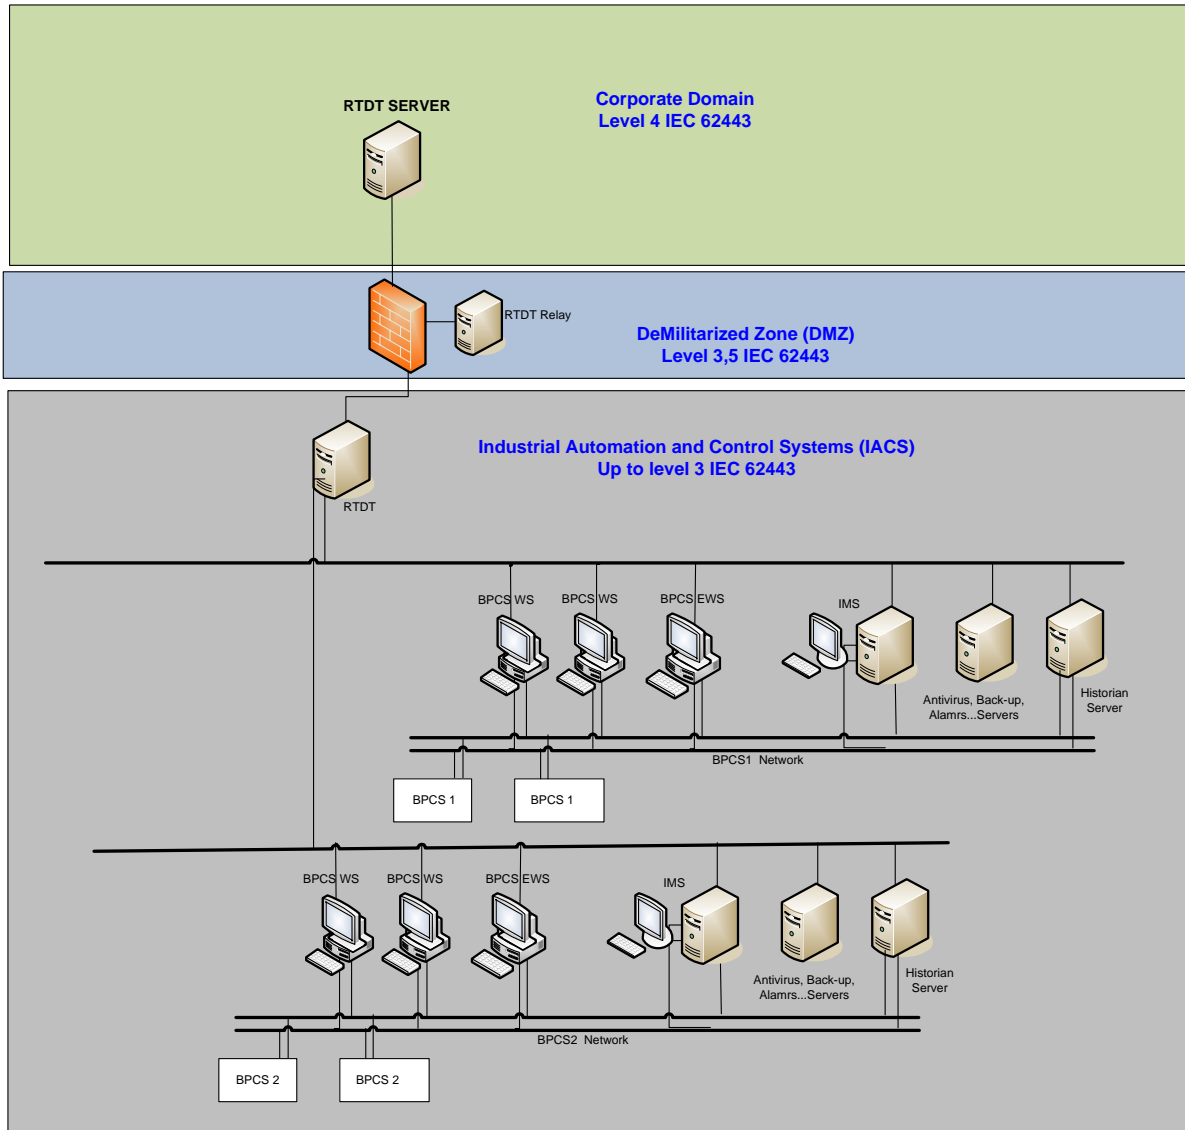 RTDT SERVER
Corporate Domain
Level 4 IEC 62443
RTDT Relay
DeMilitarized Zone (DMZ)
Level 3,5 IEC 62443
Industrial Automation and Control Systems (IACS)
Up to level 3 IEC 62443
RTDT
BPCS WS
BPCS WS
BPCS EWS
IMS
Antivirus, Back-up,
Alamrs...Servers
Historian
Server
BPCS1 Network
BPCS 1
BPCS 1
BPCS WS
BPCS WS
BPCS EWS
IMS
Antivirus, Back-up,
Alamrs...Servers
Historian
Server
BPCS2 Network
BPCS 2
BPCS 2